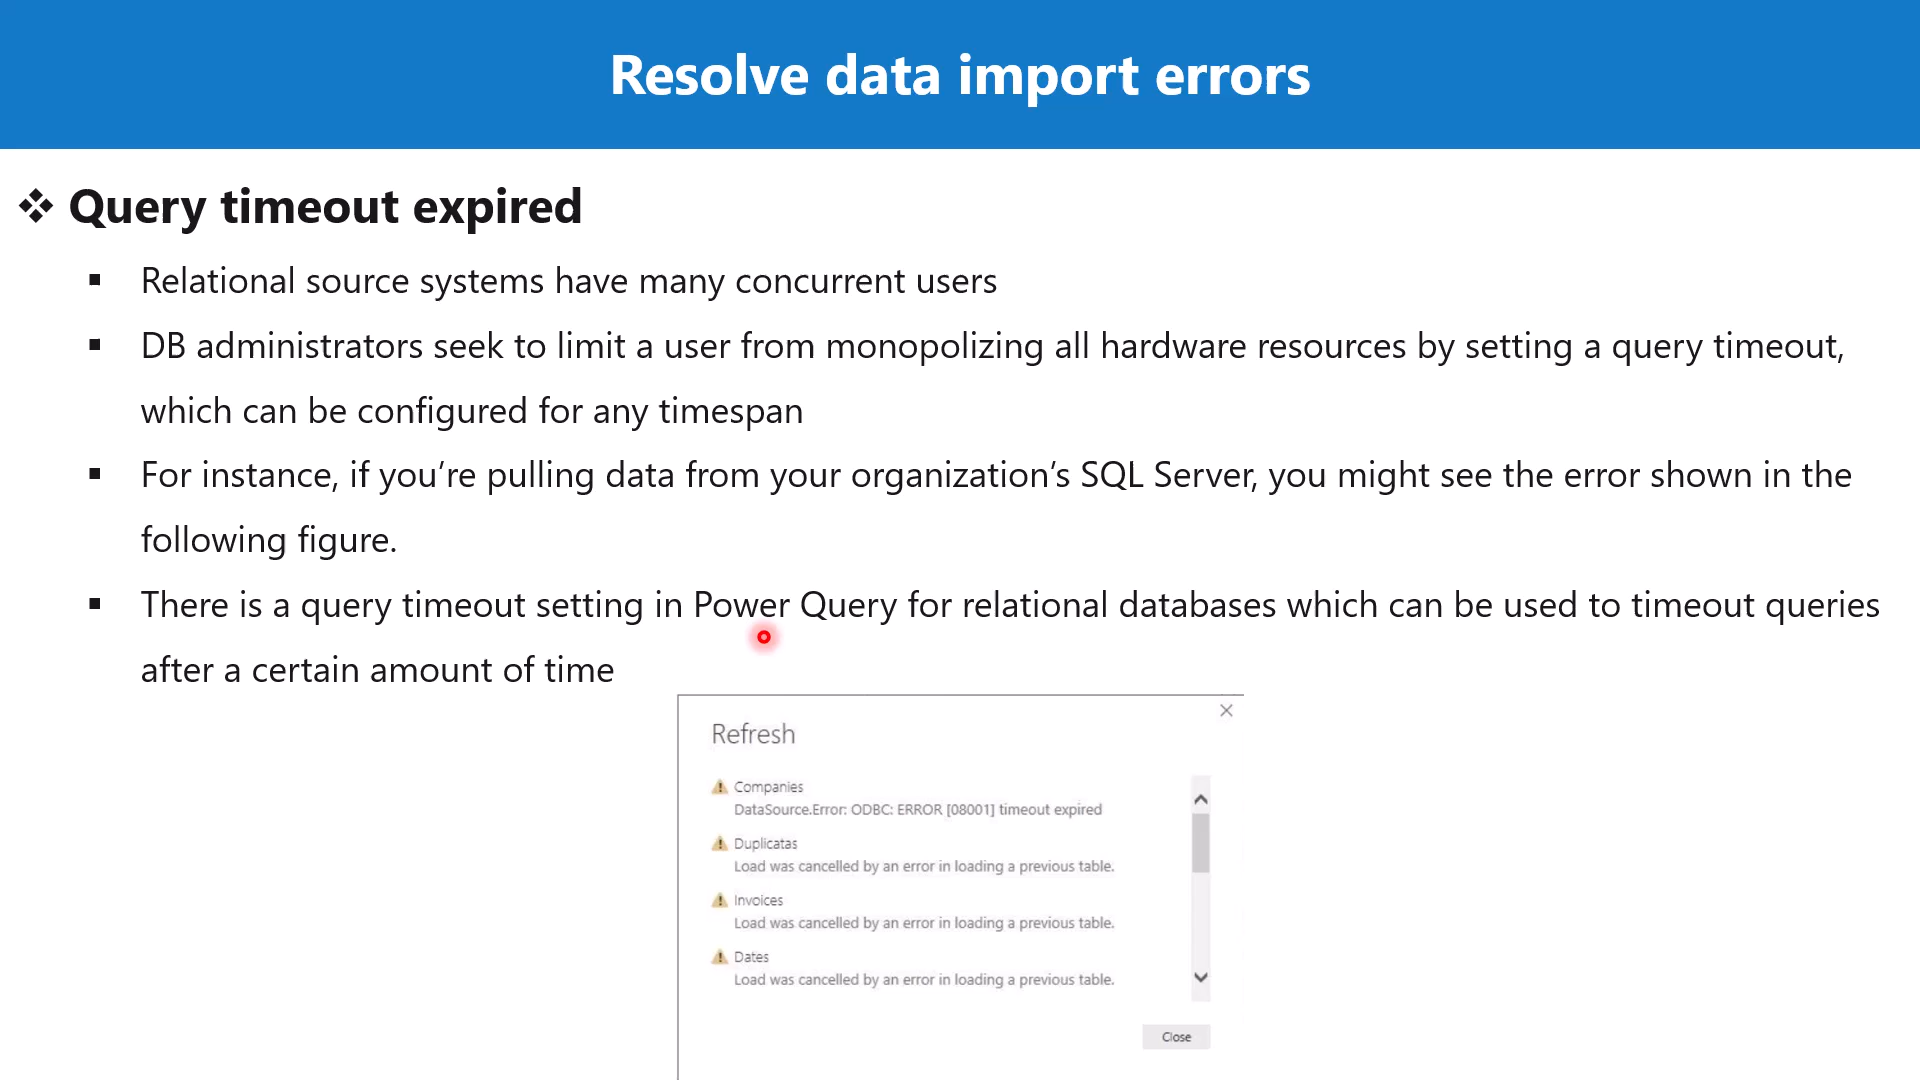 Resolve data import errors
❖ Query timeout expired
▪ Relational source systems have many concurrent users
▪ DB administrators seek to limit a user from monopolizing all hardware resources by setting a query timeout,
which can be configured for any timespan
▪ For instance, if you’re pulling data from your organization’s SQL Server, you might see the error shown in the
following figure.
▪ There is a query timeout setting in Power Query for relational databases which can be used to timeout queries
after a certain amount of time
Refresh
Companies
DataSource.Error: ODBC: ERROR [08001] timeout expired
Duplicatas
Load was cancelled by an error in loading a previous table.
Invoices
Load was cancelled by an error in loading a previous table.
Dates
Load was cancelled by an error in loading a previous table.
Close